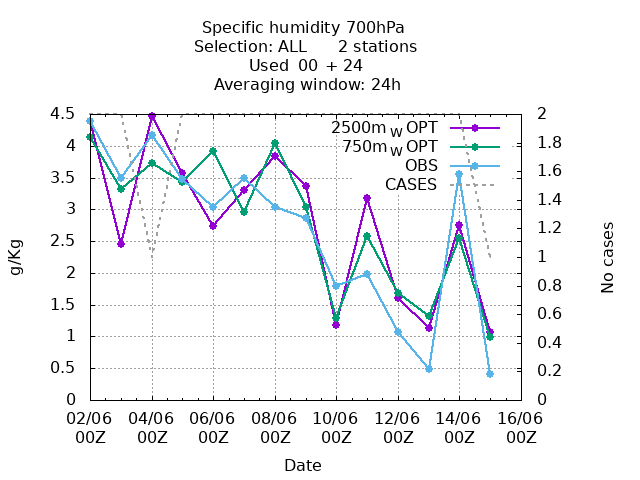 Specific humidity 700hPa
Selection: ALL 2 stations
Used 00 + 24
Averaging window: 24h
4.5
4
3.5
3
2.5
2
1.5
1
0.5
0
g/Kg
2500m w OPT
750m w OPT
OBS
CASES
2
1.8
1.6
1.4
1.2
1
0.8
0.6
0.4
0.2
0
No cases
02/06 04/06 06/06 08/06 10/06 12/06 14/06 16/06
00Z 00Z 00Z 00Z 00Z 00Z 00Z 00Z
Date